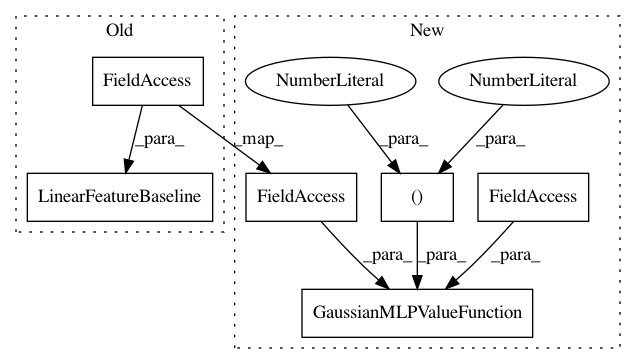 Old
New
FieldAccess
NumberLiteral
NumberLiteral
_para_
_map_
_para_
_para_
LinearFeatureBaseline
FieldAccess
()
FieldAccess
_para_
_para_
_para_
GaussianMLPValueFunction